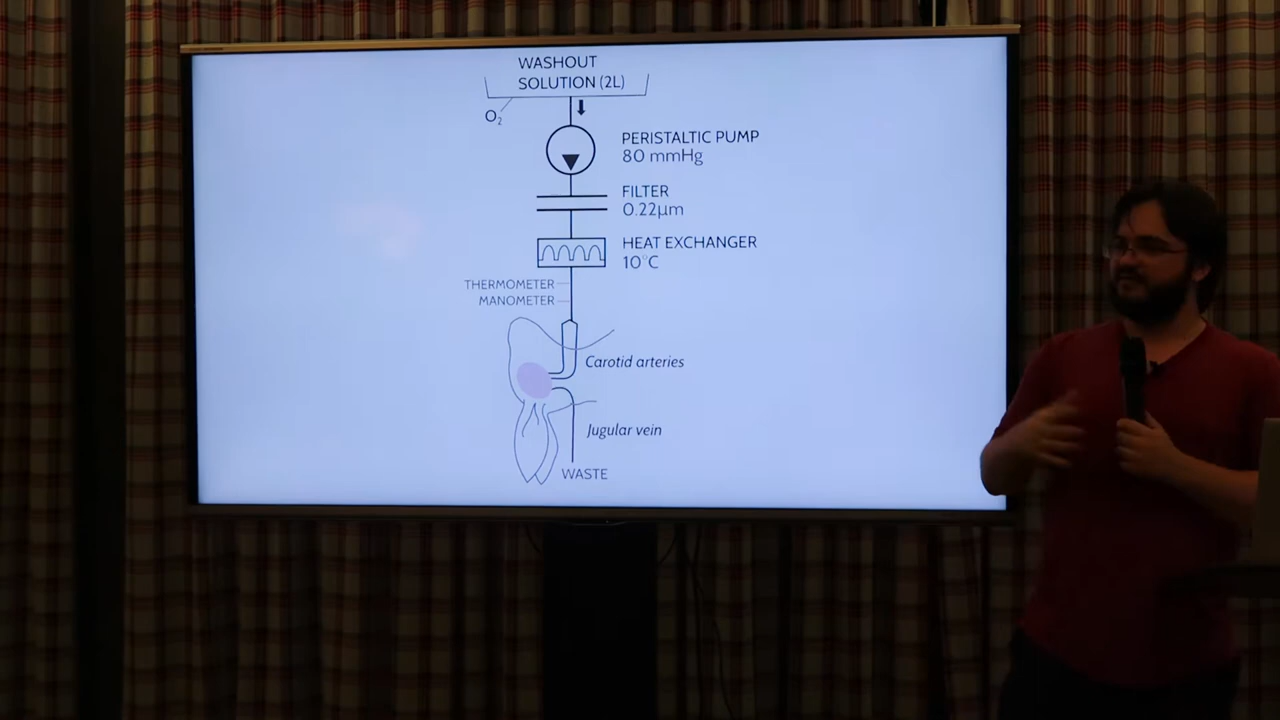 WASHOUT
SOLUTION (2L)
O₂
PERISTALTIC PUMP
80 mmHg
FILTER
0.22μm
HEAT EXCHANGER
10°C
THERMOMETER
MANOMETER
Carotid arteries
Jugular vein
WASTE